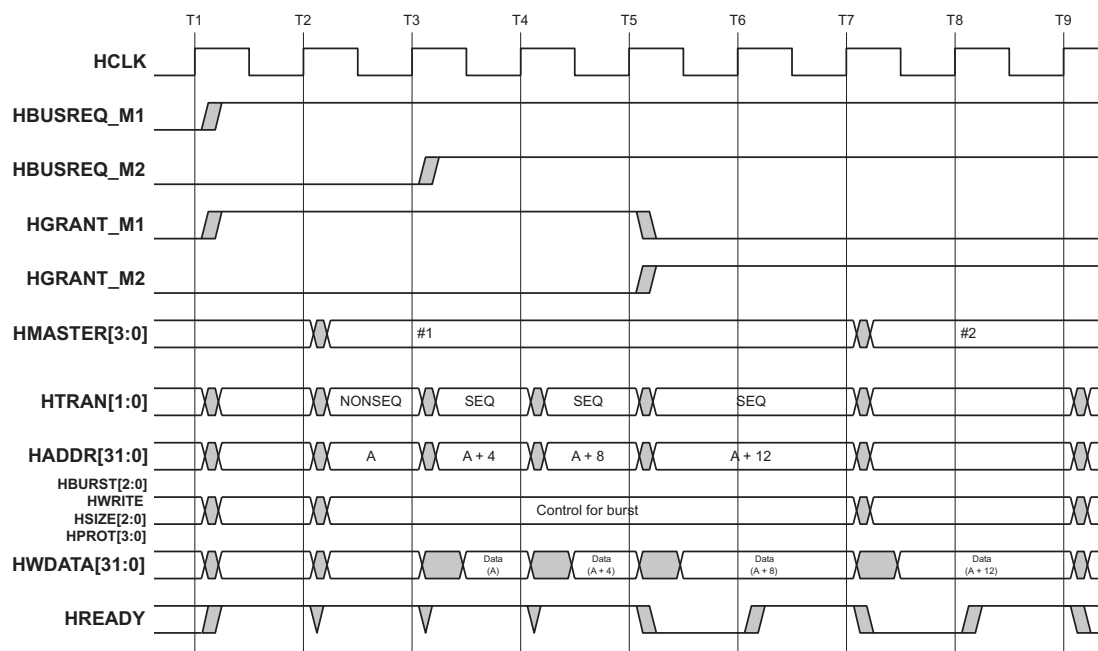 T1 T2 T3 T4 T5 T6 T7 T8 T9
HCLK
HBUSREQ_M1
HBUSREQ_M2
HGRANT_M1
HGRANT_M2
HMASTER[3:0] #1 #2
HTRAN[1:0] NONSEQ SEQ SEQ SEQ
HADDR[31:0] A A + 4 A + 8 A + 12
HBURST[2:0]
HWRITE
HSIZE[2:0]
HPROT[3:0]
Control for burst
HWDATA[31:0]
Data
(A)
Data
(A + 4)
Data
(A + 8)
Data
(A + 12)
HREADY